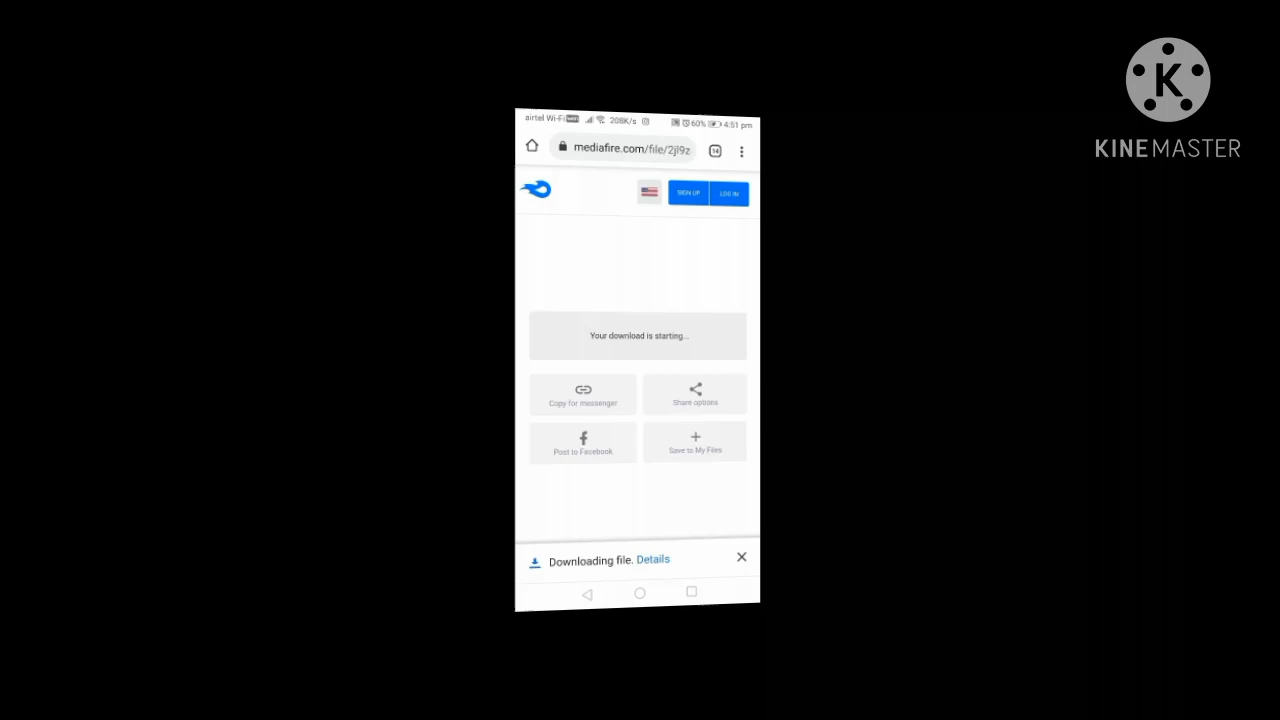 airtel Wi-Fi 208K/s 60% 4:51 pm
mediafire.com/file/2jl9z 14
SIGN UP LOG IN
Your download is starting...
Copy for messenger Share options
Post to Facebook Save to My Files
Downloading file. Details
K
KINEMASTER